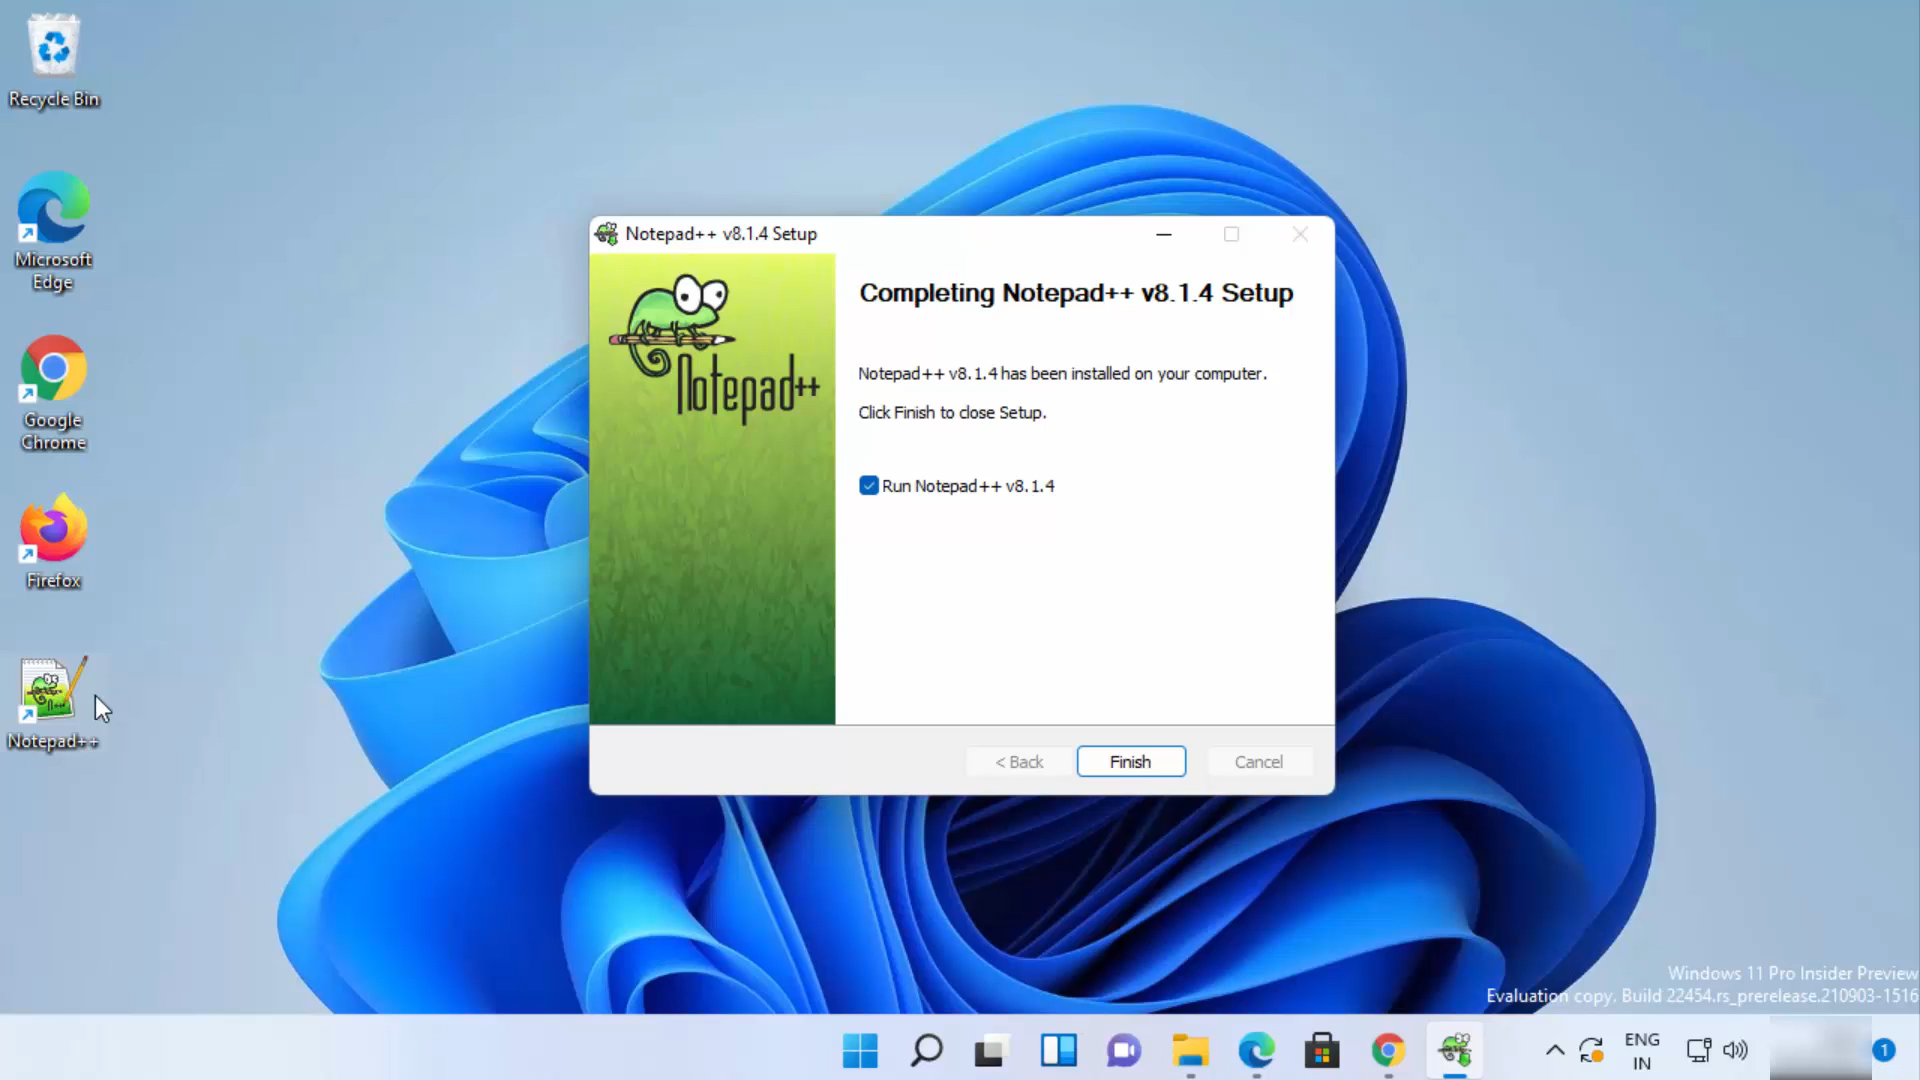 Recycle Bin
Microsoft
Edge
Google
Chrome
Firefox
Notepad++
Notepad++ v8.1.4 Setup
Notepad++
Completing Notepad++ v8.1.4 Setup
Notepad++ v8.1.4 has been installed on your computer.
Click Finish to close Setup.
Run Notepad++ v8.1.4
< Back
Finish
Cancel
Windows 11 Pro Insider Preview
Evaluation copy. Build 22454.rs_prerelease.210903-1516
ENG
IN
1